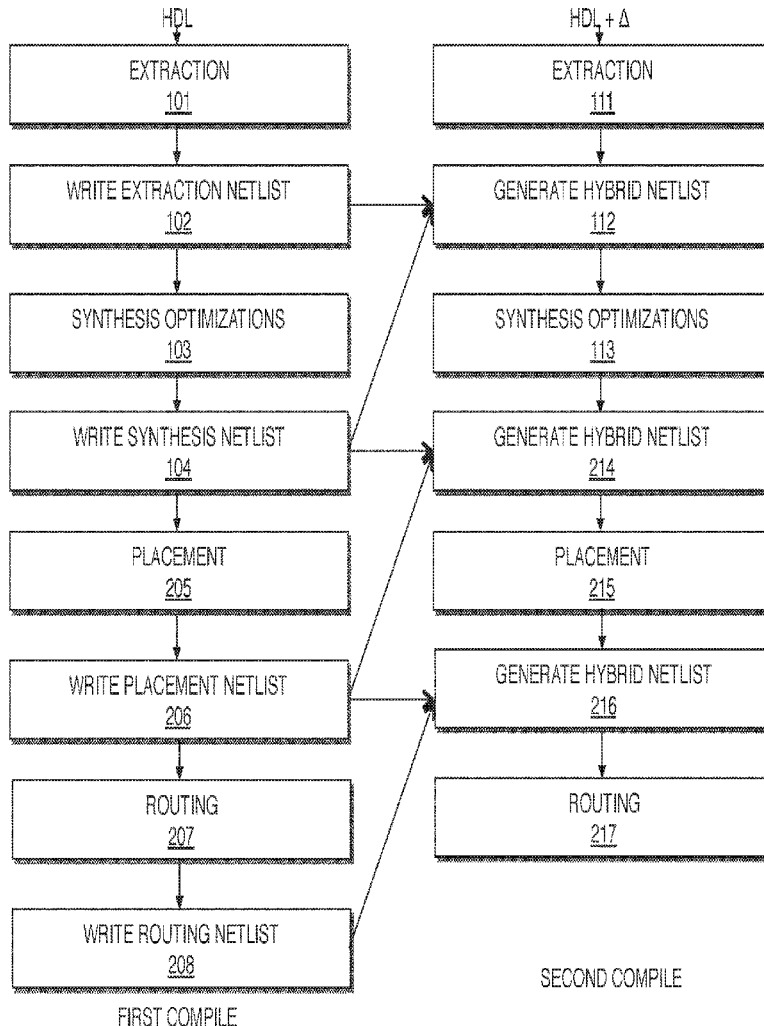 HDL
EXTRACTION
101
WRITE EXTRACTION NETLIST
102
SYNTHESIS OPTIMIZATIONS
103
WRITE SYNTHESIS NETLIST
104
PLACEMENT
205
WRITE PLACEMENT NETLIST
206
ROUTING
207
WRITE ROUTING NETLIST
208
FIRST COMPILE
HDL + Δ
EXTRACTION
111
GENERATE HYBRID NETLIST
112
SYNTHESIS OPTIMIZATIONS
113
GENERATE HYBRID NETLIST
214
PLACEMENT
215
GENERATE HYBRID NETLIST
216
ROUTING
217
SECOND COMPILE